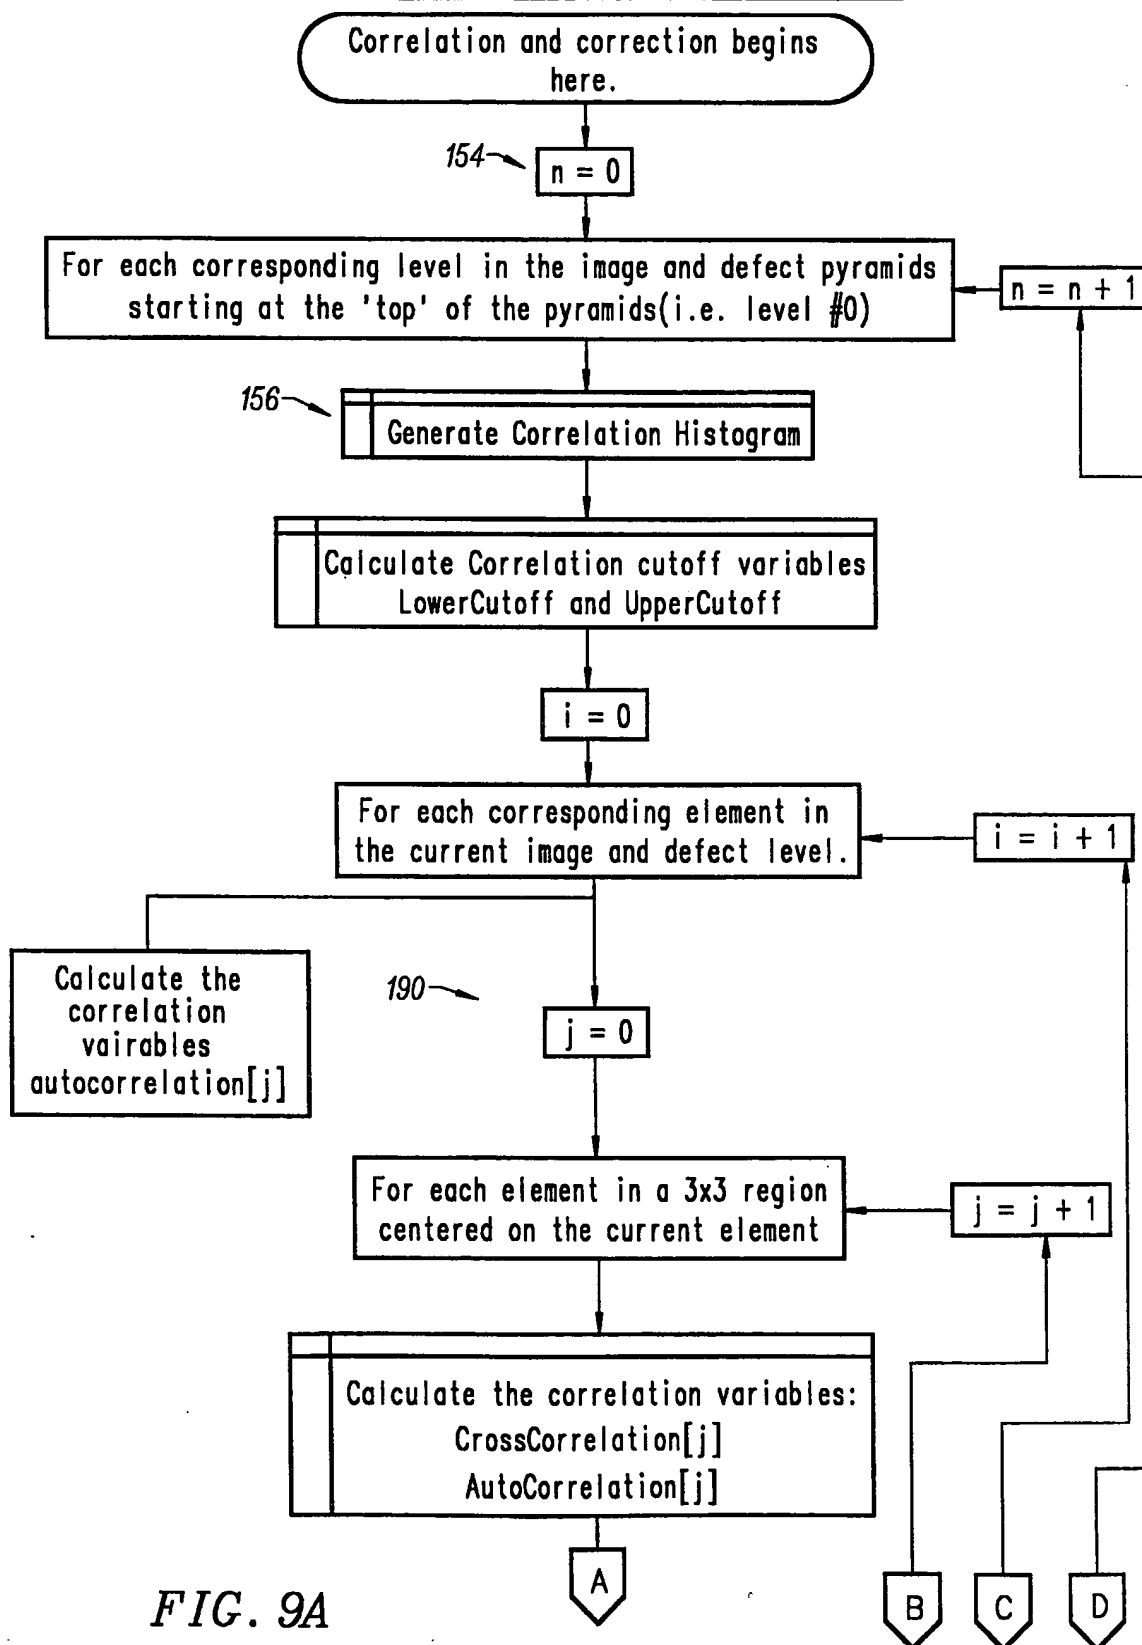 Correlation and correction begins
here.
154
n = 0
For each corresponding level in the image and defect pyramids
starting at the 'top' of the pyramids(i.e. level #0)
n = n + 1
156
Generate Correlation Histogram
Calculate Correlation cutoff variables
LowerCutoff and UpperCutoff
i = 0
For each corresponding element in
the current image and defect level.
i = i + 1
Calculate the
correlation
vairables
autocorrelation[j]
190
j = 0
For each element in a 3x3 region
centered on the current element
j = j + 1
Calculate the correlation variables:
CrossCorrelation[j]
AutoCorrelation[j]
A
B
C
D
FIG. 9A